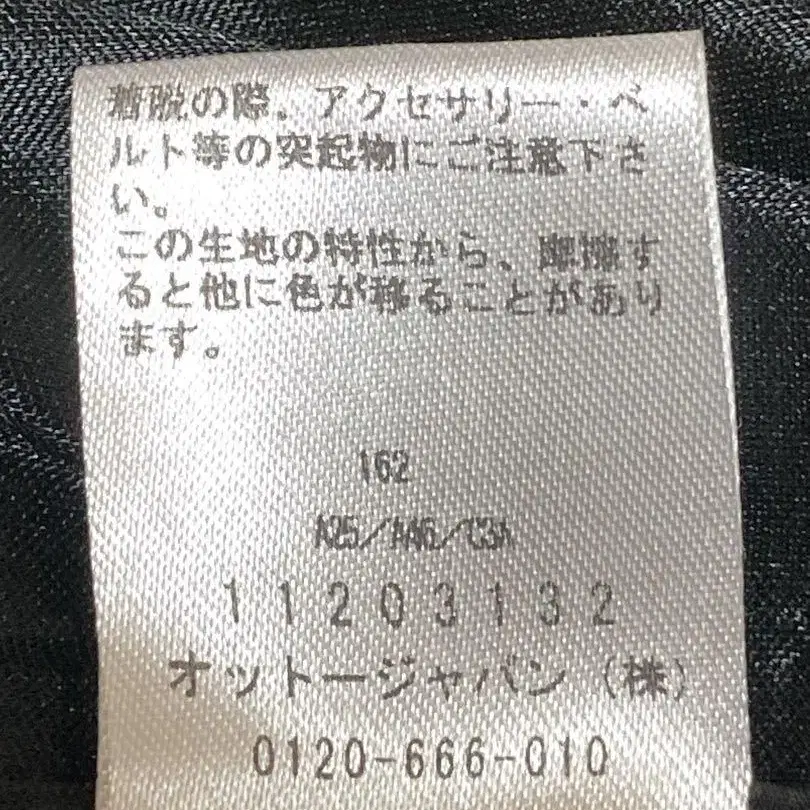 着脱の際、アクセサリー・ベ
ルト等の突起物にご注意下さ
い。
この生地の特性から、摩擦す
ると他に色が移ることがあり
ます。
162
A25/A46/C3A
11203132
オットージャパン(株)
0120-666-010